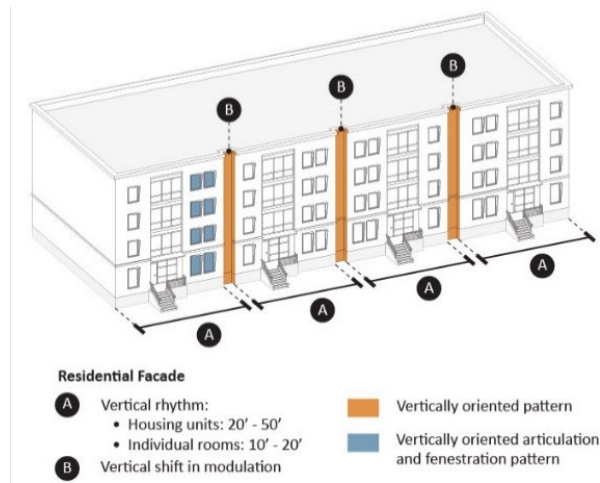 B
B
B
A
A
A
A
Residential Facade
A Vertical rhythm:
• Housing units: 20′ - 50′
• Individual rooms: 10′ - 20′
B Vertical shift in modulation
Vertically oriented pattern
Vertically oriented articulation
and fenestration pattern